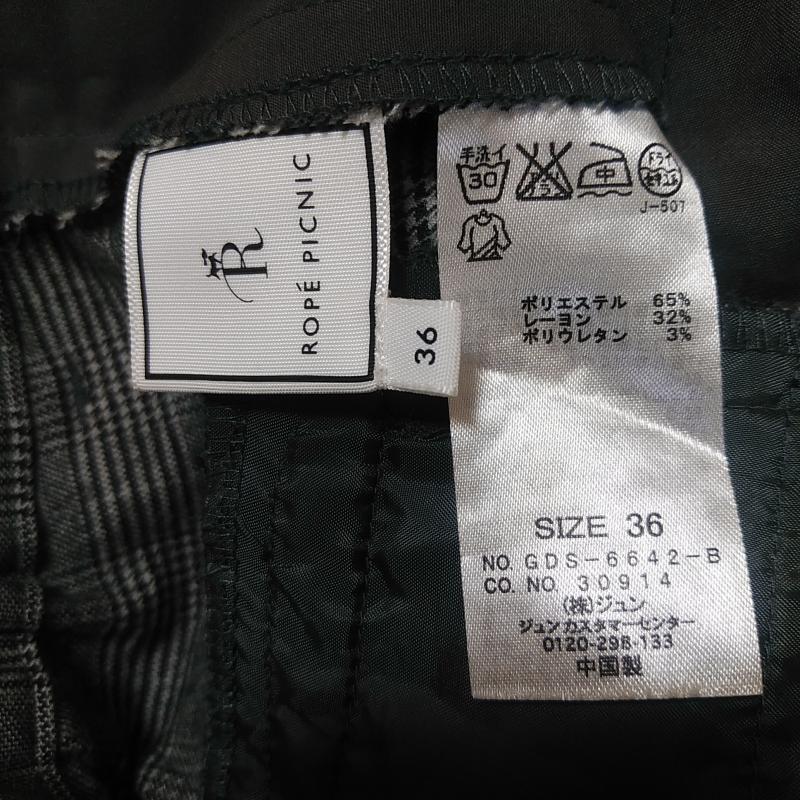 R
ROPÉ PICNIC
36
手洗イ
30
中
ドライ
J-507
ポリエステル 65%
レーヨン 32%
ポリウレタン 3%
SIZE 36
NO. GDS-6642-B
CO. NO. 30914
(株)ジュン
ジュンカスタマーセンター
0120-298-133
中国製